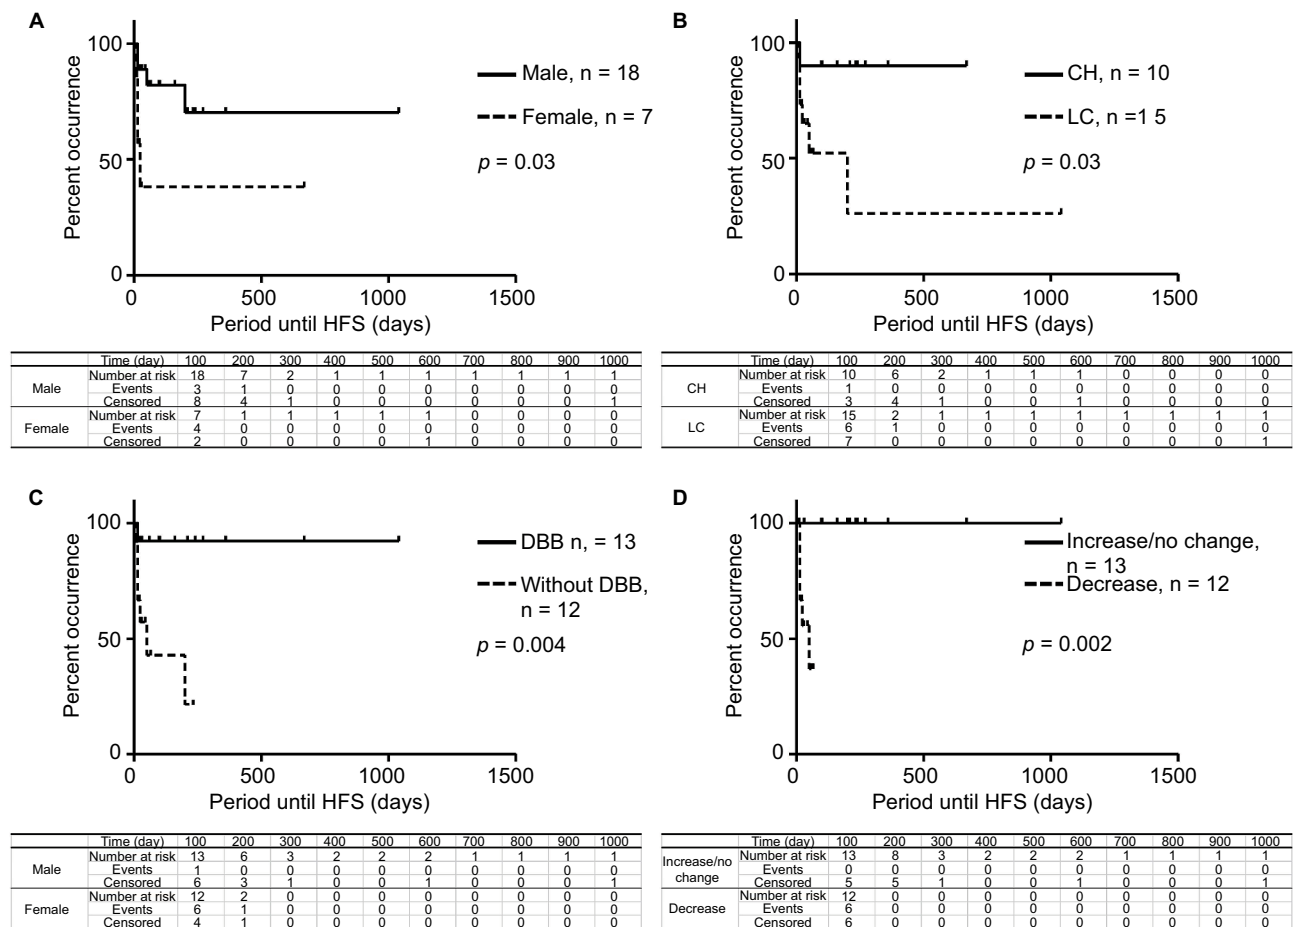 A
100
50
0
Percent occurrence
Male, n = 18
Female, n = 7
p = 0.03
0 500 1000 1500
Period until HFS (days)
Time (day) 100 200 300 400 500 600 700 800 900 1000
Male
Number at risk 18 7 2 1 1 1 1 1 1 1
Events 3 1 0 0 0 0 0 0 0 0
Censored 8 4 1 0 0 0 0 0 0 1
Female
Number at risk 7 1 1 1 1 1 0 0 0 0
Events 4 0 0 0 0 0 0 0 0 0
Censored 2 0 0 0 0 1 0 0 0 0
B
100
50
0
Percent occurrence
CH, n = 10
LC, n =1 5
p = 0.03
0 500 1000 1500
Period until HFS (days)
Time (day) 100 200 300 400 500 600 700 800 900 1000
CH
Number at risk 10 6 2 1 1 1 0 0 0 0
Events 1 0 0 0 0 0 0 0 0 0
Censored 3 4 1 0 0 1 0 0 0 0
LC
Number at risk 15 2 1 1 1 1 1 1 1 1
Events 6 1 0 0 0 0 0 0 0 0
Censored 7 0 0 0 0 0 0 0 0 1
C
100
50
0
Percent occurrence
DBB n, = 13
Without DBB,
n = 12
p = 0.004
0 500 1000 1500
Period until HFS (days)
Time (day) 100 200 300 400 500 600 700 800 900 1000
Male
Number at risk 13 6 3 2 2 2 1 1 1 1
Events 1 0 0 0 0 0 0 0 0 0
Censored 6 3 1 0 0 1 0 0 0 1
Female
Number at risk 12 2 0 0 0 0 0 0 0 0
Events 6 1 0 0 0 0 0 0 0 0
Censored 4 1 0 0 0 0 0 0 0 0
D
100
50
0
Percent occurrence
Increase/no change,
n = 13
Decrease, n = 12
p = 0.002
0 500 1000 1500
Period until HFS (days)
Time (day) 100 200 300 400 500 600 700 800 900 1000
Increase/no
change
Number at risk 13 8 3 2 2 2 1 1 1 1
Events 0 0 0 0 0 0 0 0 0 0
Censored 5 5 1 0 0 1 0 0 0 1
Decrease
Number at risk 12 0 0 0 0 0 0 0 0 0
Events 6 0 0 0 0 0 0 0 0 0
Censored 6 0 0 0 0 0 0 0 0 0